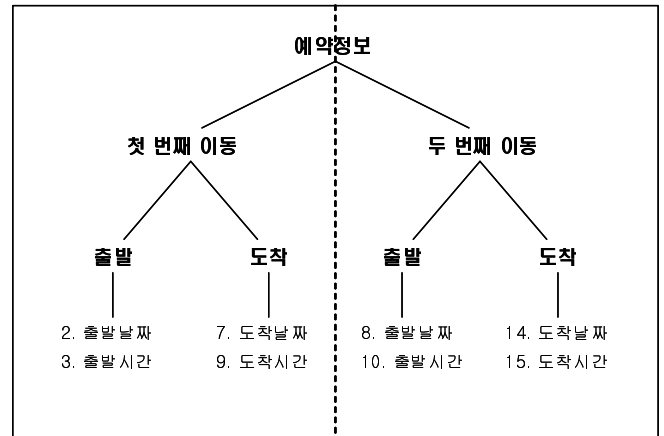 예약정보
첫 번째 이동 두 번째 이동
출발 도착 출발 도착
2. 출발날짜 7. 도착날짜 8. 출발날짜 14. 도착날짜
3. 출발시간 9. 도착시간 10. 출발시간 15. 도착시간